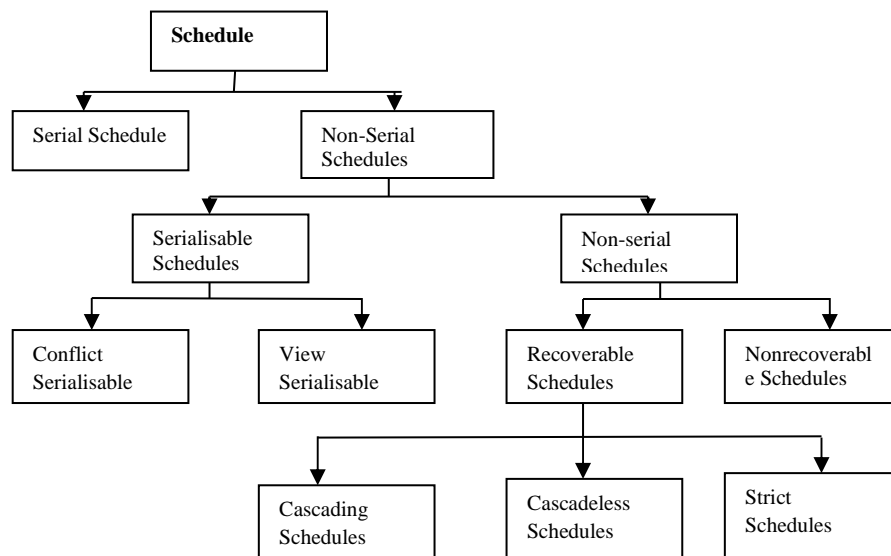 Schedule
Serial Schedule
Non-Serial
Schedules
Serialisable
Schedules
Non-serial
Schedules
Conflict
Serialisable
View
Serialisable
Recoverable
Schedules
Nonrecoverabl
e Schedules
Cascading
Schedules
Cascadeless
Schedules
Strict
Schedules